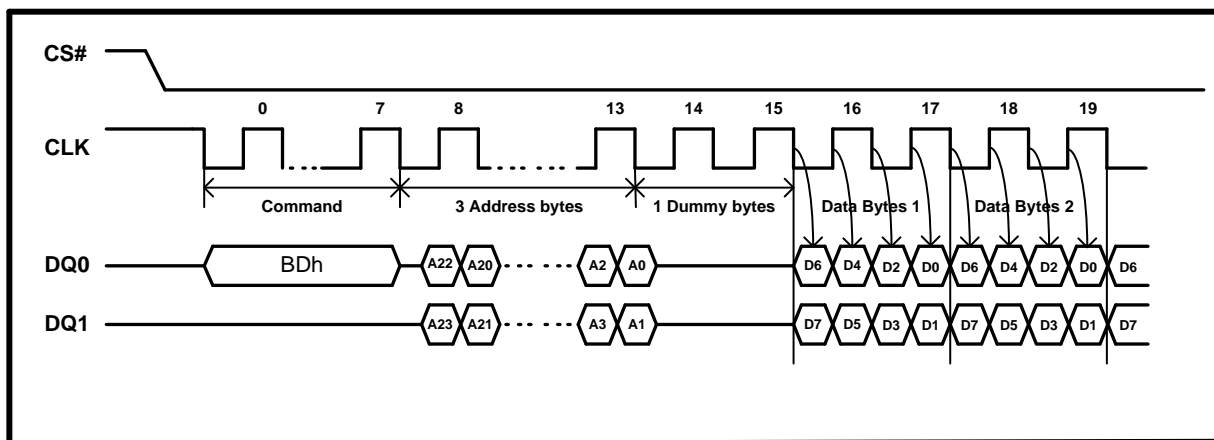 CS#
0 7 8 13 14 15 16 17 18 19
CLK
Command 3 Address bytes 1 Dummy bytes Data Bytes 1 Data Bytes 2
DQ0 BDh A22 A20 A2 A0 D6 D4 D2 D0 D6 D4 D2 D0 D6
DQ1 A23 A21 A3 A1 D7 D5 D3 D1 D7 D5 D3 D1 D7